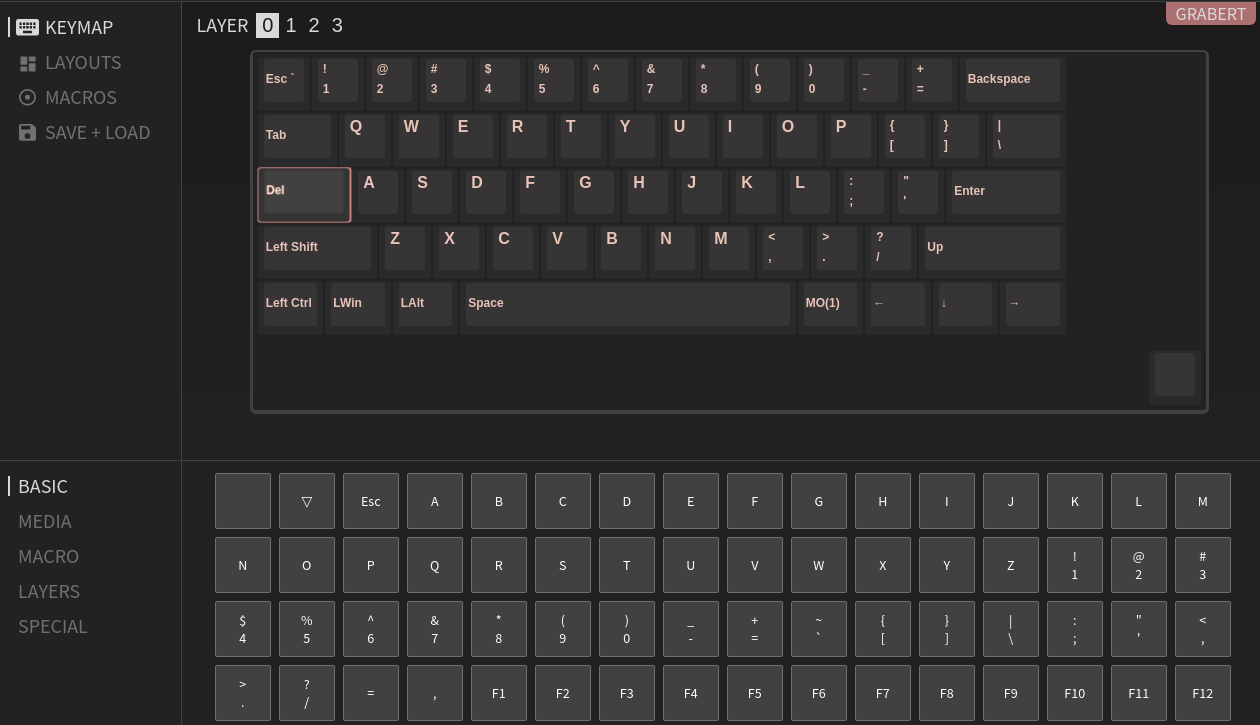 KEYMAP
LAYOUTS
MACROS
SAVE + LOAD
LAYER 0 1 2 3
GRABERT
Esc ` ! @ # $ % ^ & * ( ) _ + Backspace
1 2 3 4 5 6 7 8 9 0 - =
Tab Q W E R T Y U I O P { } |
[ ] \
Del A S D F G H J K L : " Enter
; '
Left Shift Z X C V B N M < > ? Up
, . /
Left Ctrl LWin LAlt Space MO(1) ← ↓ →
BASIC
MEDIA
MACRO
LAYERS
SPECIAL
▽ Esc A B C D E F G H I J K L M
N O P Q R S T U V W X Y Z ! @ #
1 2 3
$ % ^ & * ( ) _ + ~ { } | : " <
4 5 6 7 8 9 0 - = ` [ ] \ ; ' ,
> ? = , F1 F2 F3 F4 F5 F6 F7 F8 F9 F10 F11 F12
. /